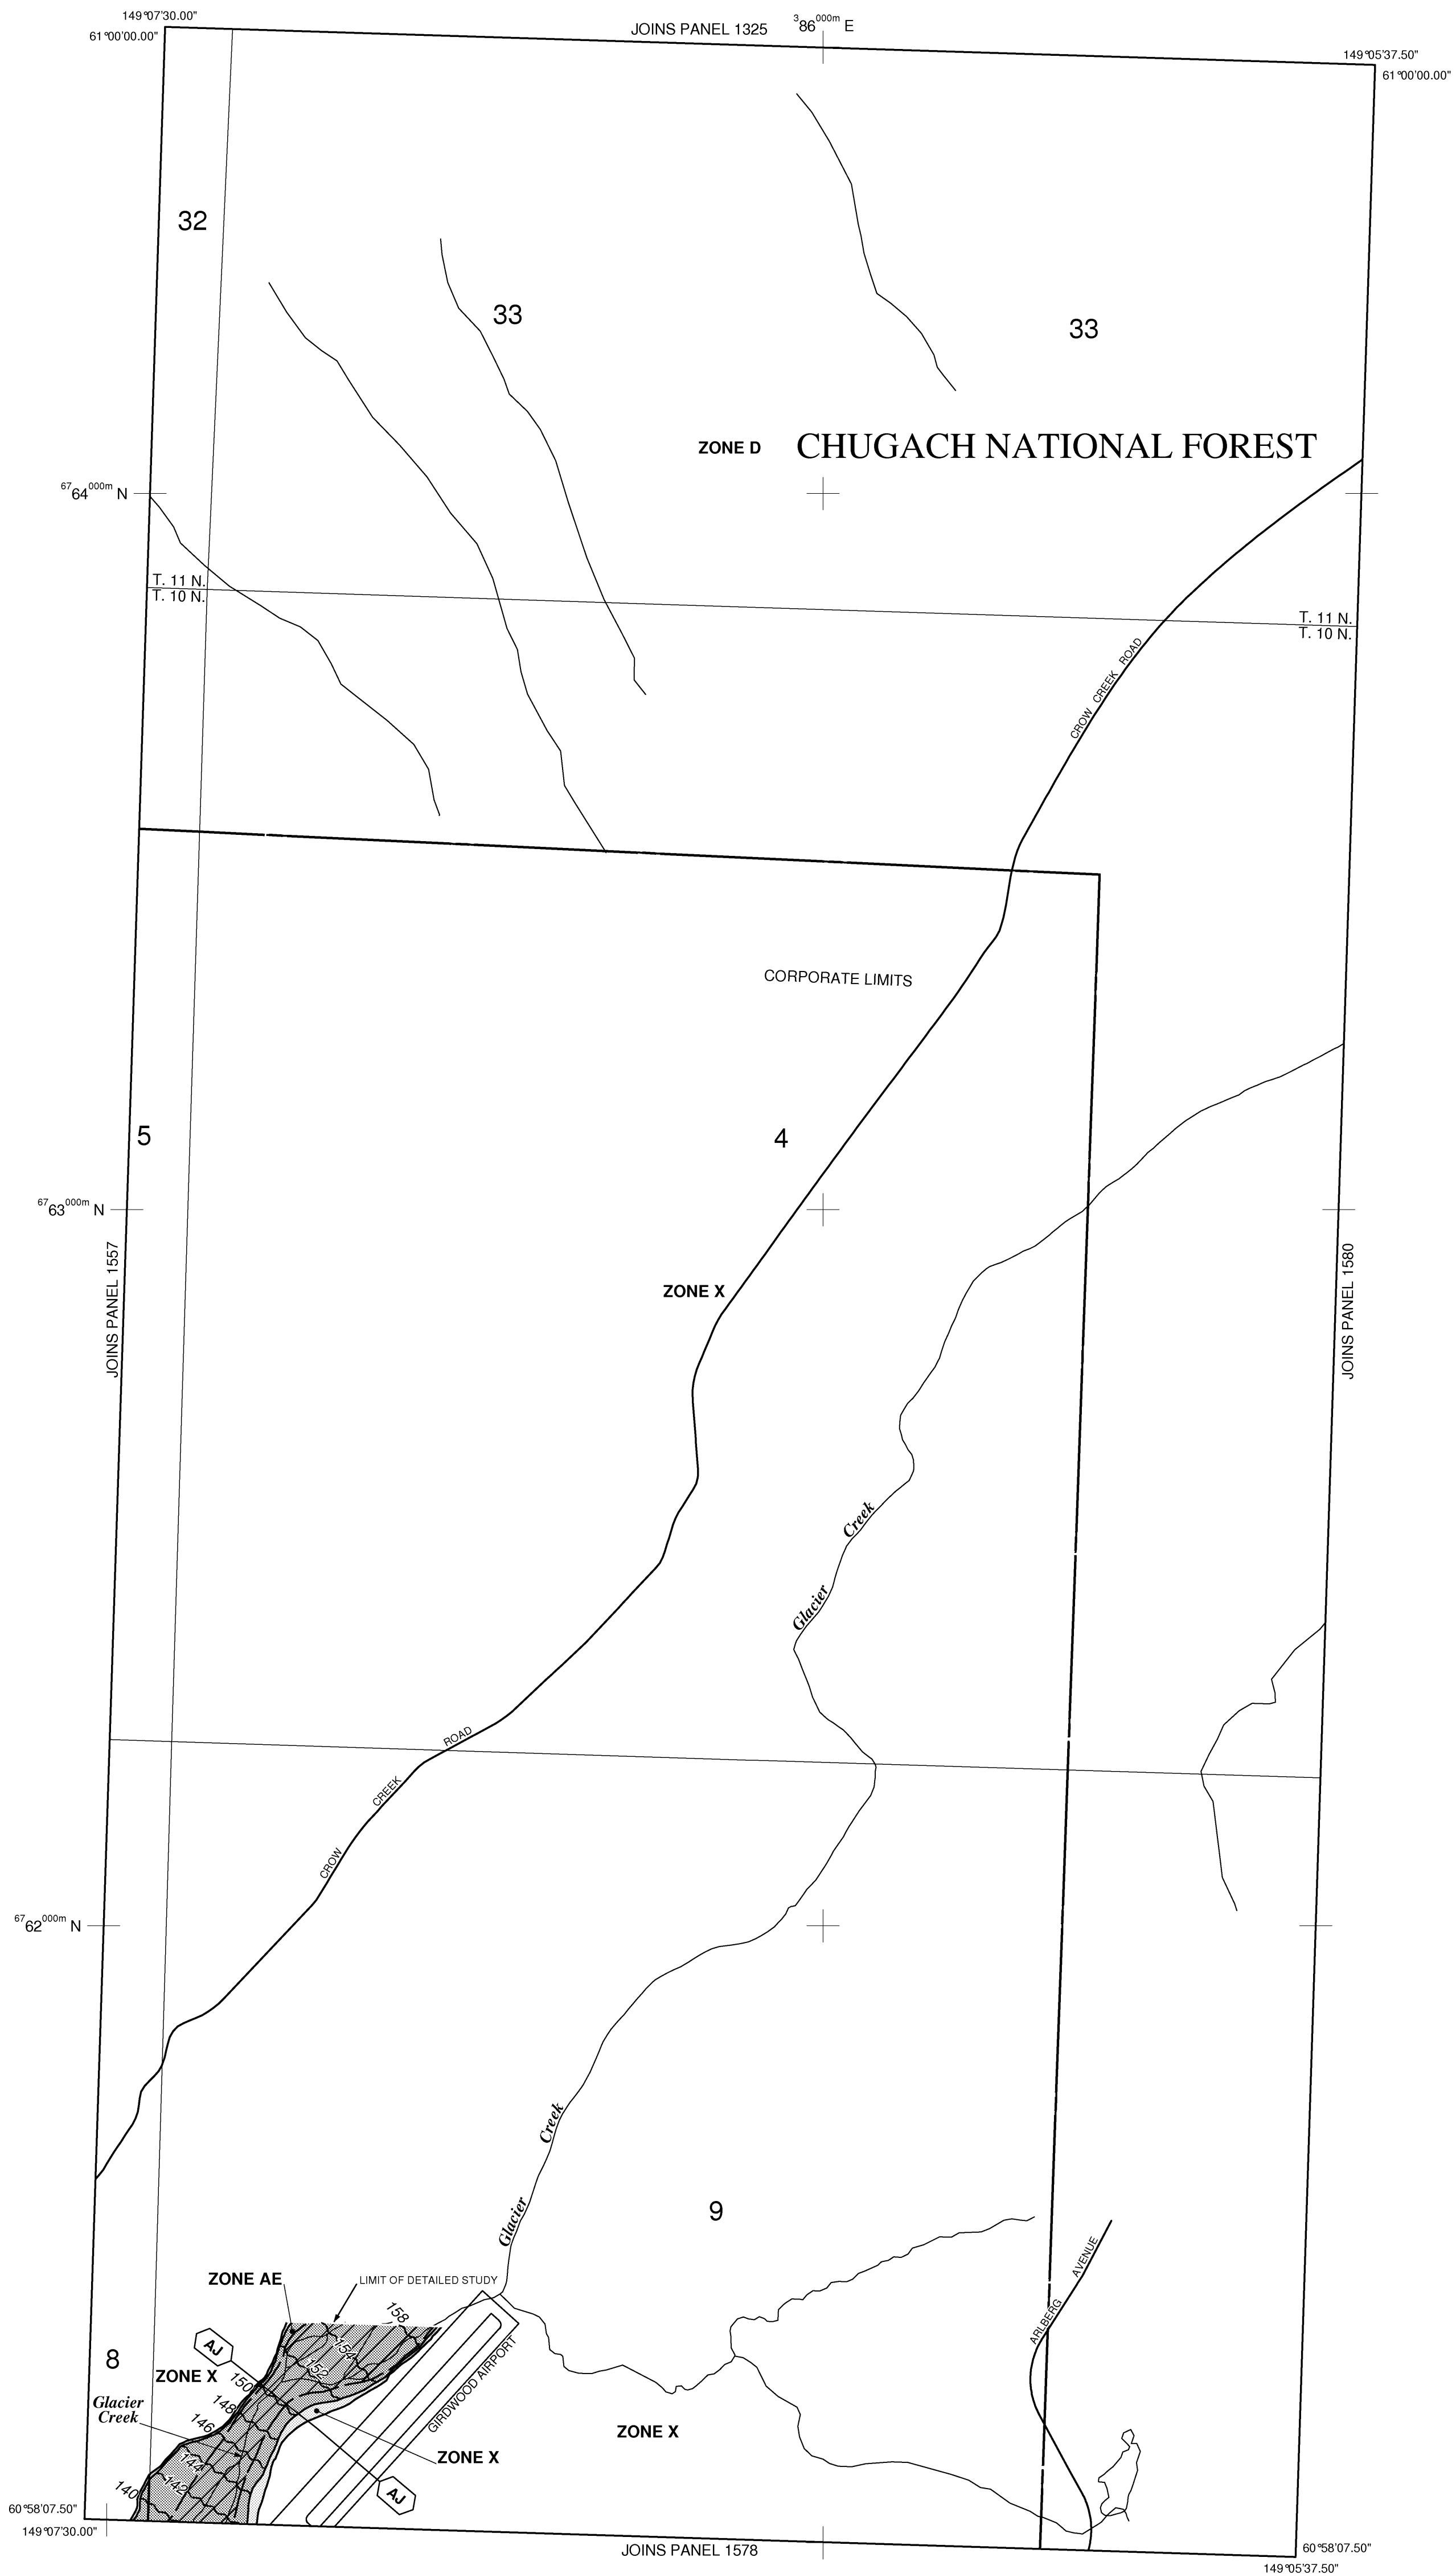 149°07'30.00"
61°00'00.00"
JOINS PANEL 1325
386000m E
149°05'37.50"
61°00'00.00"
32
33
33
ZONE D
CHUGACH NATIONAL FOREST
6764000m N
T. 11 N.
T. 10 N.
T. 11 N.
T. 10 N.
CROW CREEK ROAD
CORPORATE LIMITS
5
4
6763000m N
JOINS PANEL 1557
JOINS PANEL 1580
ZONE X
Glacier Creek
CROW CREEK ROAD
6762000m N
Glacier Creek
9
ZONE AE
LIMIT OF DETAILED STUDY
ARLBERG AVENUE
158
154
152
AJ
8
ZONE X
150
148
146
144
142
140
Glacier
Creek
GIRDWOOD AIRPORT
ZONE X
ZONE X
AJ
60°58'07.50"
149°07'30.00"
JOINS PANEL 1578
60°58'07.50"
149°05'37.50"